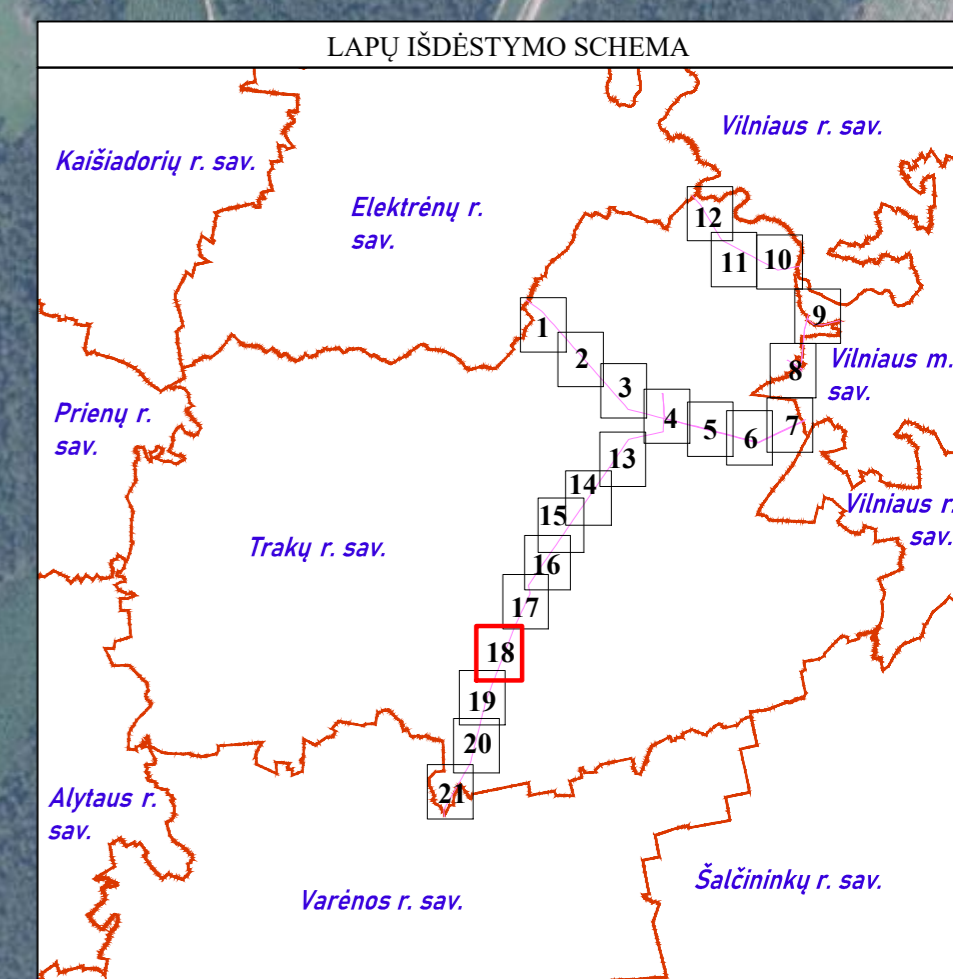 LAPŲ IŠDĖSTYMO SCHEMA
Vilniaus r. sav.
Kaišiadorių r. sav.
Elektrėnų r.
sav.
12
11
10
9
1
2
Vilniaus m.
sav.
8
3
Prienų r.
sav.
4
5
6
7
13
14
15
Vilniaus r.
sav.
Trakų r. sav.
16
17
18
19
20
21
Alytaus r.
sav.
Varėnos r. sav.
Šalčininkų r. sav.